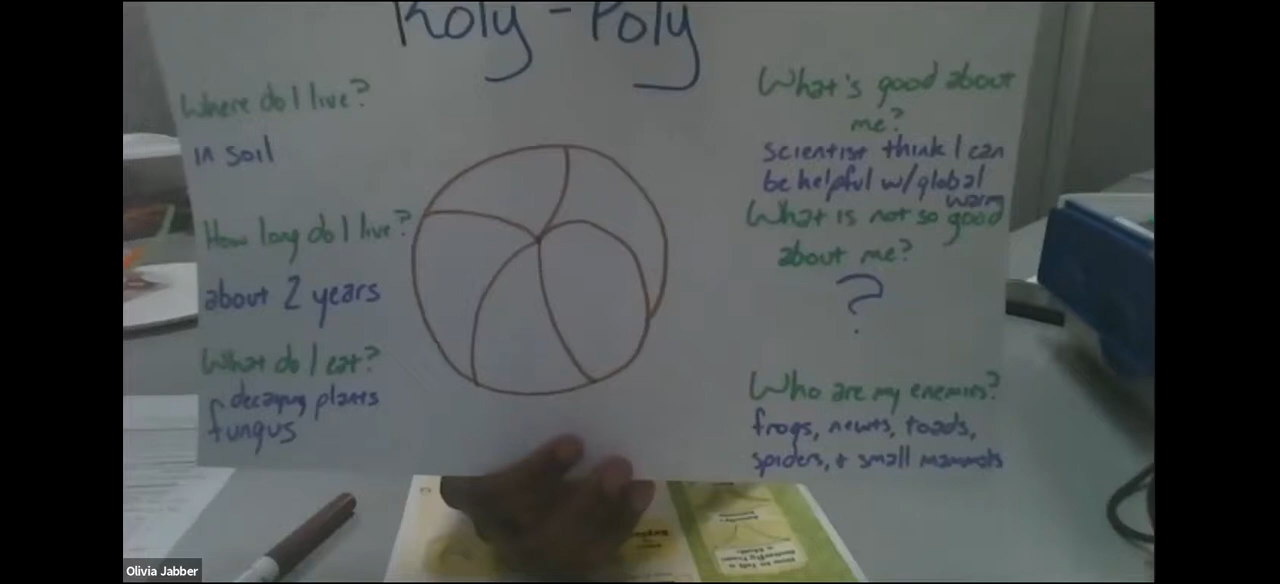 Roly-Poly
Where do I live?
in soil
How long do I live?
about 2 years
What do I eat?
decaying plants
fungus
What's good about
me?
scientist think I can
be helpful w/global
warm
What is not so good
about me?
?
Who are my enemies?
frogs, newts, toads,
spiders, + small mammals
Olivia Jabber